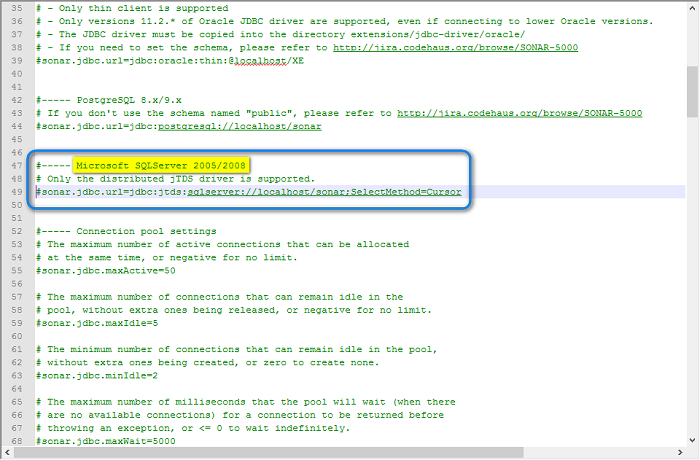 35 # - Only thin client is supported
36 # - Only versions 11.2.* of Oracle JDBC driver are supported, even if connecting to lower Oracle versions.
37 # - The JDBC driver must be copied into the directory extensions/jdbc-driver/oracle/
38 # - If you need to set the schema, please refer to http://jira.codehaus.org/browse/SONAR-5000
39 #sonar.jdbc.url=jdbc:oracle:thin:@localhost/XE
40
41
42 #----- PostgreSQL 8.x/9.x
43 # If you don't use the schema named "public", please refer to http://jira.codehaus.org/browse/SONAR-5000
44 #sonar.jdbc.url=jdbc:postgresql://localhost/sonar
45
46
47 #----- Microsoft SQLServer 2005/2008
48 # Only the distributed jTDS driver is supported.
49 #sonar.jdbc.url=jdbc:jtds:sqlserver://localhost/sonar;SelectMethod=Cursor
50
51
52 #----- Connection pool settings
53 # The maximum number of active connections that can be allocated
54 # at the same time, or negative for no limit.
55 #sonar.jdbc.maxActive=50
56
57 # The maximum number of connections that can remain idle in the
58 # pool, without extra ones being released, or negative for no limit.
59 #sonar.jdbc.maxIdle=5
60
61 # The minimum number of connections that can remain idle in the pool,
62 # without extra ones being created, or zero to create none.
63 #sonar.jdbc.minIdle=2
64
65 # The maximum number of milliseconds that the pool will wait (when there
66 # are no available connections) for a connection to be returned before
67 # throwing an exception, or <= 0 to wait indefinitely.
68 #sonar.jdbc.maxWait=5000